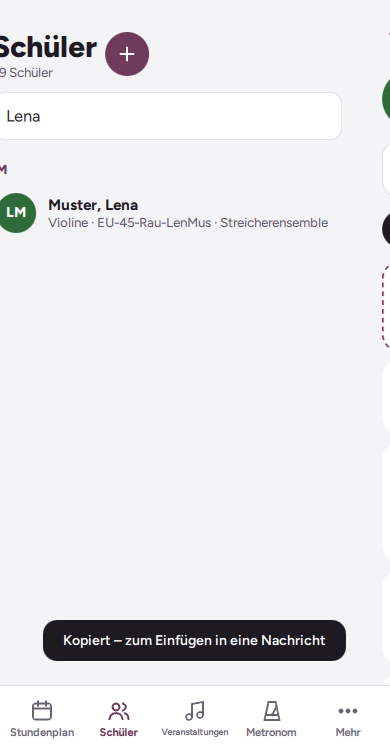 Schüler
9 Schüler
Lena
M
LM
Muster, Lena
Violine · EU-45-Rau-LenMus · Streicherensemble
Kopiert – zum Einfügen in eine Nachricht
Stundenplan
Schüler
Veranstaltungen
Metronom
Mehr